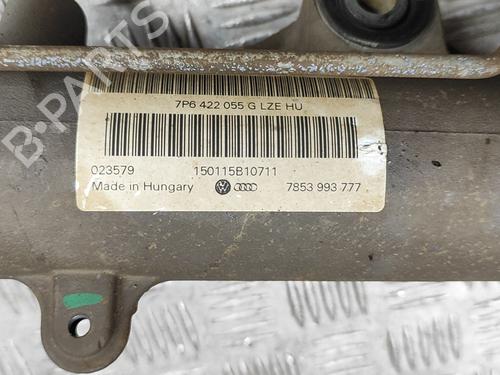 B-PARTS
7P6 422 055 G LZE HU
023579 150115B10711
Made in Hungary 7853 993 777